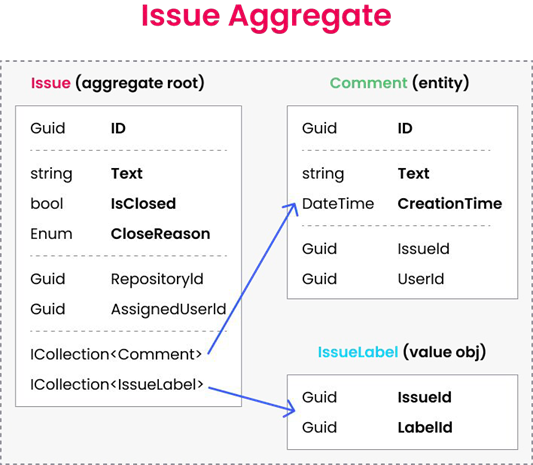 Issue Aggregate
Issue (aggregate root)
Guid ID
string Text
bool IsClosed
Enum CloseReason
Guid RepositoryId
Guid AssignedUserId
ICollection<Comment>
ICollection<IssueLabel>
Comment (entity)
Guid ID
string Text
DateTime CreationTime
Guid IssueId
Guid UserId
IssueLabel (value obj)
Guid IssueId
Guid LabelId